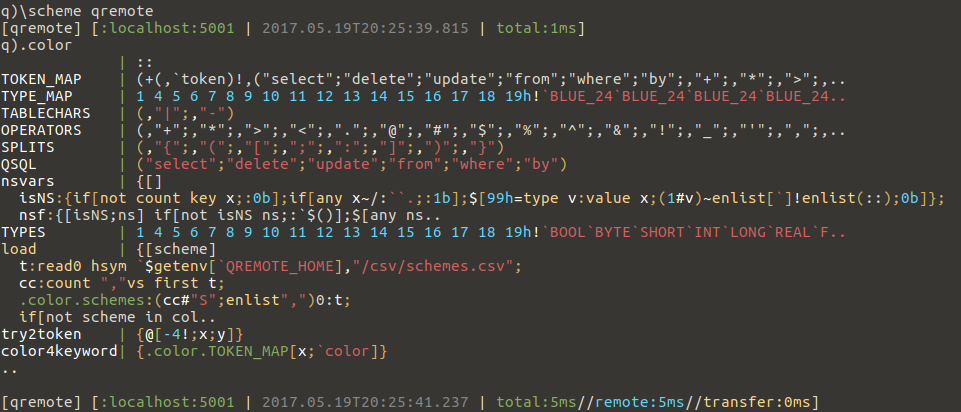 q)\scheme qremote
[qremote] [:localhost:5001 | 2017.05.19T20:25:39.815 | total:1ms]
q).color
| ::
TOKEN_MAP | (+(,`token)!,("select";"delete";"update";"from";"where";"by";,"+";,"*";,">";,..
TYPE_MAP | 1 4 5 6 7 8 9 10 11 12 13 14 15 16 17 18 19h!`BLUE_24`BLUE_24`BLUE_24`BLUE_24..
TABLECHARS | (,"|";,"-")
OPERATORS | (,"+";,"*";,">";,"<";,".";,"@";,"#";,"$";,"%";,"^";,"&";,"!";,"_";,"'";,",";,..
SPLITS | (,"{";,"(";,"[";,";";,":";,"]";,")";,"}")
QSQL | ("select";"delete";"update";"from";"where";"by")
nsvars | {[]
isNS:{if[not count key x;:0b];if[any x~/:``.;:1b];$[99h=type v:value x;(1#v)~enlist[`]!enlist(::);0b]};
nsf:{[isNS;ns] if[not isNS ns;:`$()];$[any ns..
TYPES | 1 4 5 6 7 8 9 10 11 12 13 14 15 16 17 18 19h!`BOOL`BYTE`SHORT`INT`LONG`REAL`F..
load | {[scheme]
t:read0 hsym `$getenv[`QREMOTE_HOME],"/csv/schemes.csv";
cc:count ","vs first t;
.color.schemes:(cc#"S";enlist",")0:t;
if[not scheme in col..
try2token | {@[-4!;x;y]}
color4keyword| {.color.TOKEN_MAP[x;`color]}
..
[qremote] [:localhost:5001 | 2017.05.19T20:25:41.237 | total:5ms//remote:5ms//transfer:0ms]